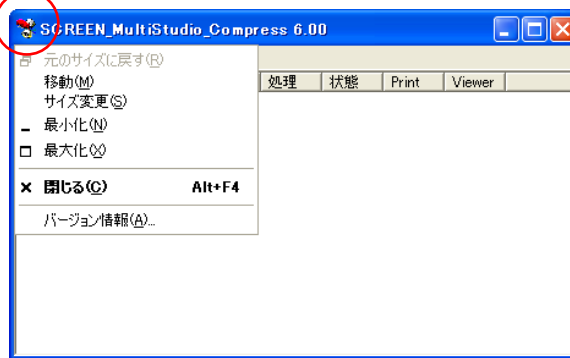 SCREEN_MultiStudio_Compress 6.00
元のサイズに戻す(R)
移動(M)
サイズ変更(S)
最小化(N)
最大化(X)
閉じる(C) Alt+F4
バージョン情報(A)...
処理 状態 Print Viewer